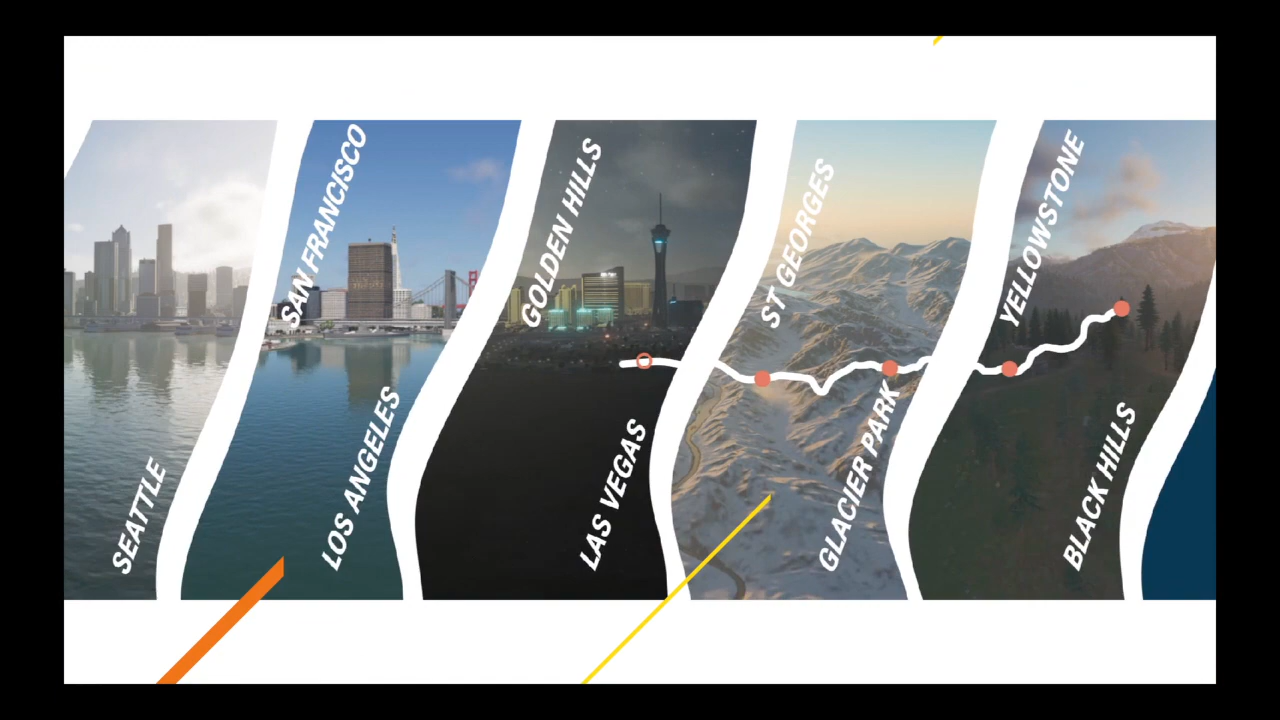 SEATTLE
SAN FRANCISCO
LOS ANGELES
GOLDEN HILLS
LAS VEGAS
ST GEORGES
GLACIER PARK
YELLOWSTONE
BLACK HILLS